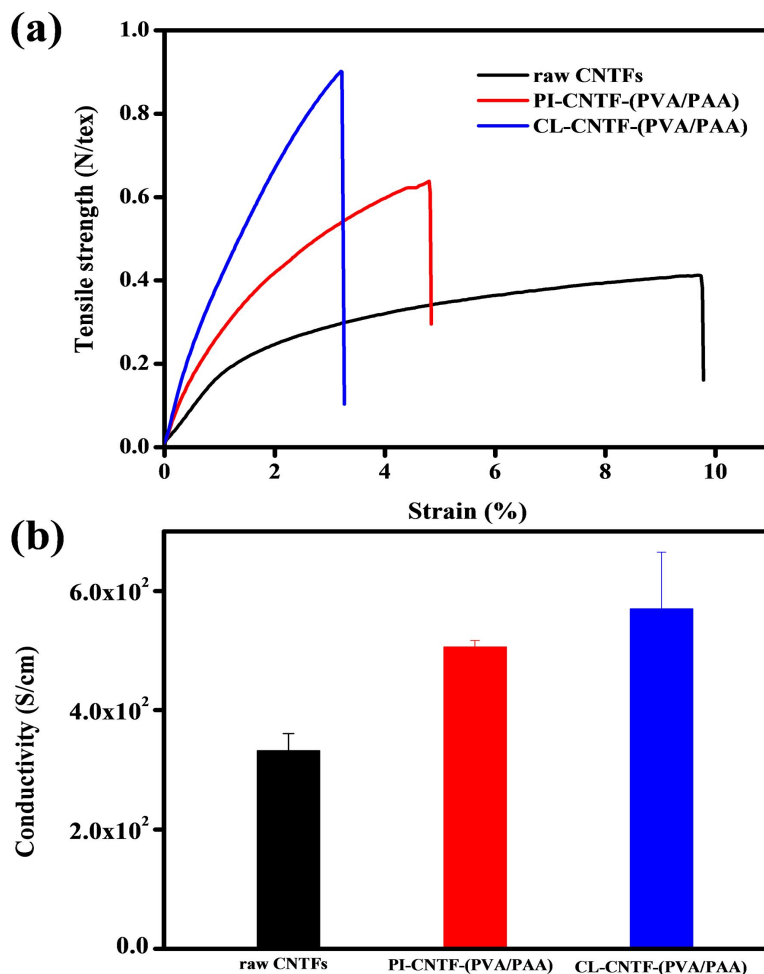 (a)
Tensile strength (N/tex)
1.0
0.8
0.6
0.4
0.2
0.0
raw CNTFs
PI-CNTF-(PVA/PAA)
CL-CNTF-(PVA/PAA)
0 2 4 6 8 10
Strain (%)
(b)
Conductivity (S/cm)
6.0x10²
4.0x10²
2.0x10²
0.0
raw CNTFs PI-CNTF-(PVA/PAA) CL-CNTF-(PVA/PAA)